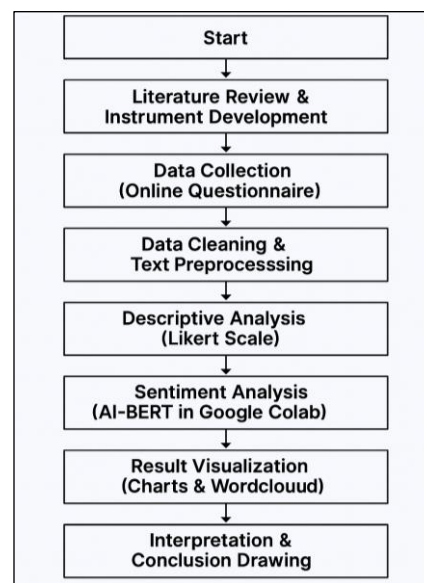 Start
Literature Review &
Instrument Development
Data Collection
(Online Questionnaire)
Data Cleaning &
Text Preprocesssing
Descriptive Analysis
(Likert Scale)
Sentiment Analysis
(AI-BERT in Google Colab)
Result Visualization
(Charts & Wordclouud)
Interpretation &
Conclusion Drawing